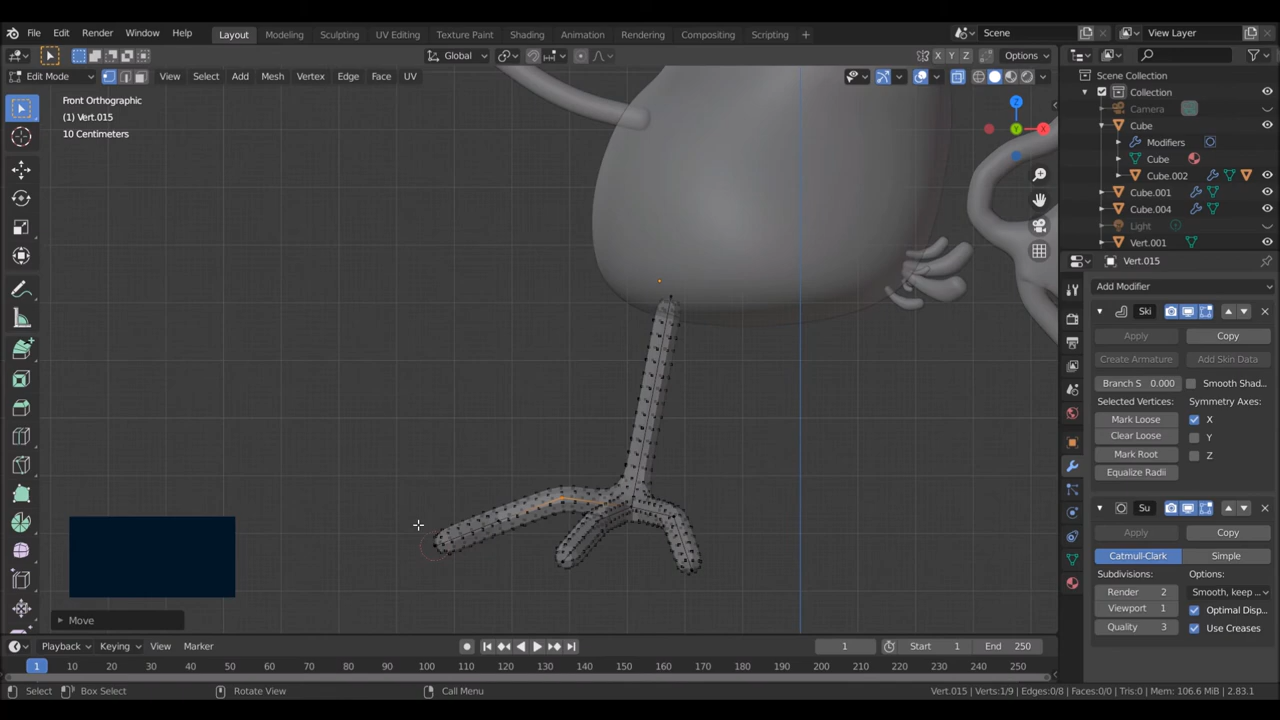 File Edit Render Window Help Layout Modeling Sculpting UV Editing Texture Paint Shading Animation Rendering Compositing Scripting + Scene View Layer
Global X Y Z Options
Edit Mode View Select Add Mesh Vertex Edge Face UV
Front Orthographic
(1) Vert.015
10 Centimeters
Z
Y
X
Scene Collection
Collection
Camera
Cube
Modifiers
Cube
Cube.002
Cube.001
Cube.004
Light
Vert.001
Vert.015
Add Modifier
Ski
Apply Copy
Create Armature Add Skin Data
Branch S 0.000 Smooth Shad...
Selected Vertices: Symmetry Axes:
Mark Loose X
Clear Loose Y
Mark Root Z
Equalize Radii
Su
Apply Copy
Catmull-Clark Simple
Subdivisions: Options:
Render 2 Smooth, keep ...
Viewport 1 Optimal Disp...
Quality 3 Use Creases
Move
Playback Keying View Marker 1 Start 1 End 250
1 10 20 30 40 50 60 70 80 90 100 110 120 130 140 150 160 170 180 190 200 210 220 230 240 250
Select Box Select Rotate View Call Menu Vert.015 | Verts:1/9 | Edges:0/8 | Faces:0/0 | Tris:0 | Mem: 106.6 MiB | 2.83.1